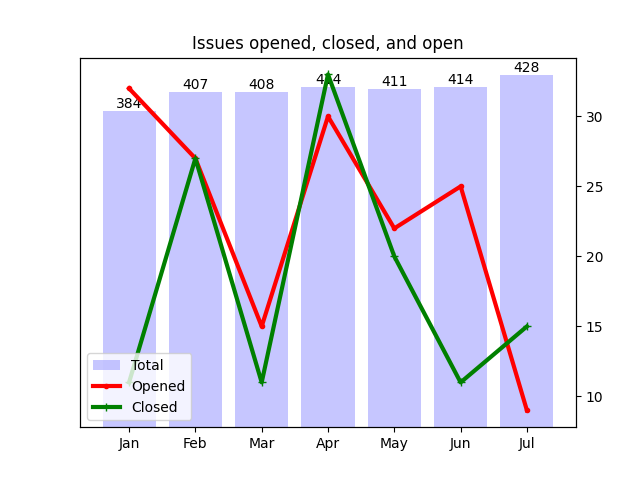 Issues opened, closed, and open
384 407 408 414 411 414 428
30
25
20
15
10
Total
Opened
Closed
Jan Feb Mar Apr May Jun Jul